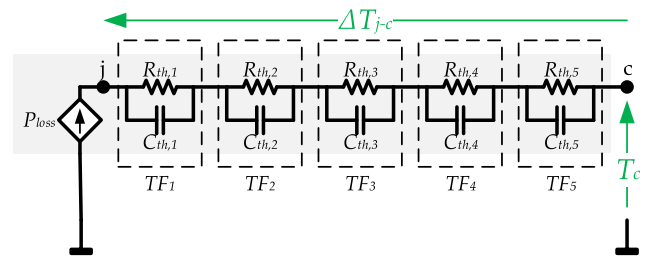 ΔTj-c
j
Rth,1 Rth,2 Rth,3 Rth,4 Rth,5
c
Ploss
Cth,1 Cth,2 Cth,3 Cth,4 Cth,5
Tc
TF1 TF2 TF3 TF4 TF5